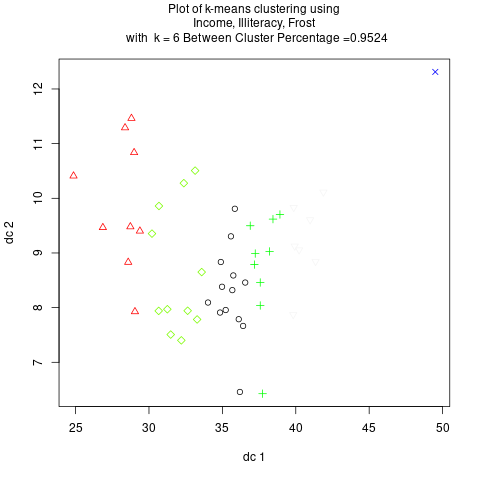 Plot of k-means clustering using
Income, Illiteracy, Frost
with k = 6 Between Cluster Percentage =0.9524
12
11
10
9
8
7
dc 2
25 30 35 40 45 50
dc 1